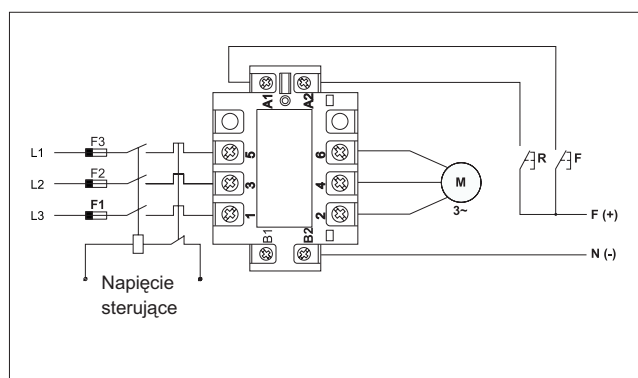 A1 A2
L1 F3 5 6 R F
L2 F2 3 4 M
L3 F1 1 2 3~ F (+)
B1 B2 N (-)
Napięcie
sterujące